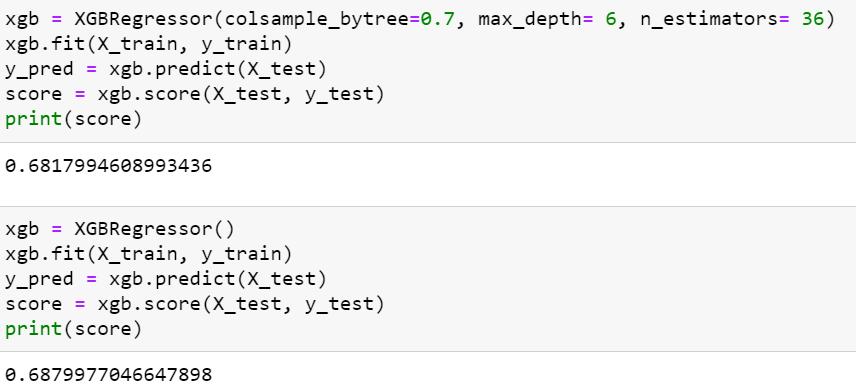 xgb = XGBRegressor(colsample_bytree=0.7, max_depth= 6, n_estimators= 36)
xgb.fit(X_train, y_train)
y_pred = xgb.predict(X_test)
score = xgb.score(X_test, y_test)
print(score)
0.68179946089934​36
xgb = XGBRegressor()
xgb.fit(X_train, y_train)
y_pred = xgb.predict(X_test)
score = xgb.score(X_test, y_test)
print(score)
0.6879977046647898